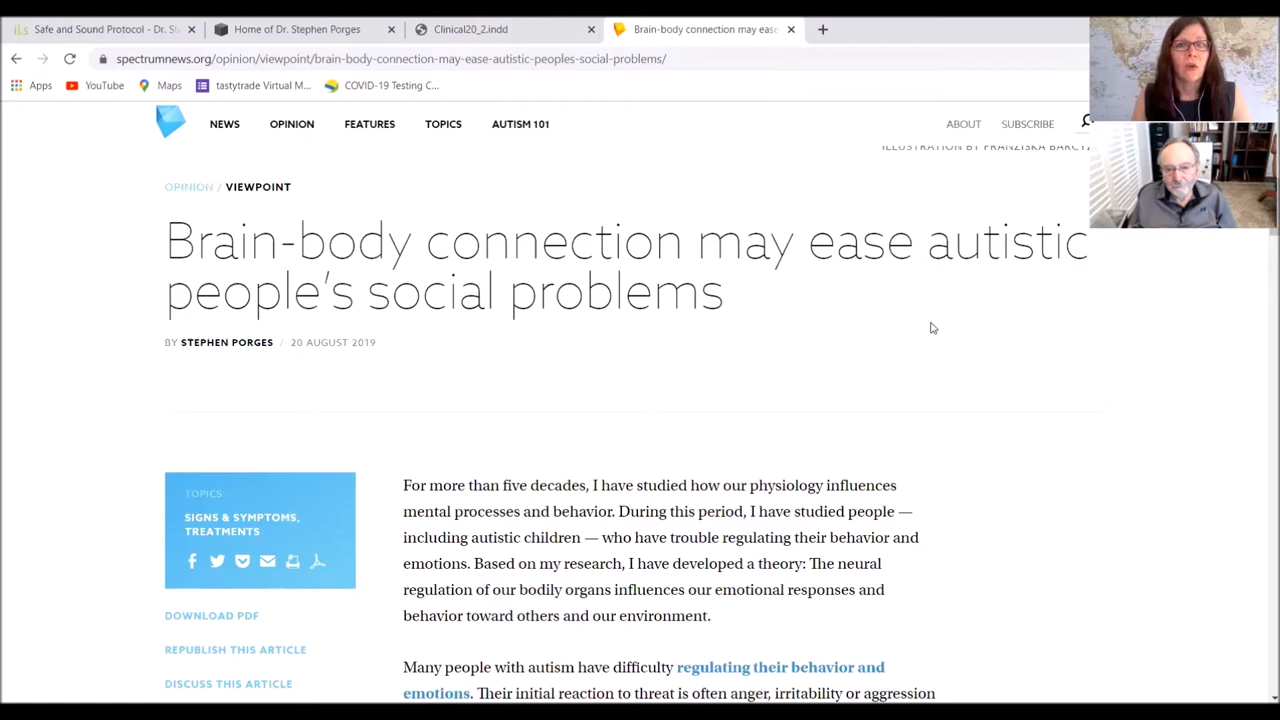 iLs Safe and Sound Protocol - Dr. St
Home of Dr. Stephen Porges
Clinical20_2.indd
Brain-body connection may ease
spectrumnews.org/opinion/viewpoint/brain-body-connection-may-ease-autistic-peoples-social-problems/
Apps
YouTube
Maps
tastytrade Virtual M...
COVID-19 Testing C...
NEWS
OPINION
FEATURES
TOPICS
AUTISM 101
ABOUT
SUBSCRIBE
ILLUSTRATION BY FRANZISKA
OPINION / VIEWPOINT
Brain-body connection may ease autistic
people's social problems
BY STEPHEN PORGES / 20 AUGUST 2019
TOPICS
SIGNS & SYMPTOMS,
TREATMENTS
DOWNLOAD PDF
REPUBLISH THIS ARTICLE
DISCUSS THIS ARTICLE
For more than five decades, I have studied how our physiology influences
mental processes and behavior. During this period, I have studied people —
including autistic children — who have trouble regulating their behavior and
emotions. Based on my research, I have developed a theory: The neural
regulation of our bodily organs influences our emotional responses and
behavior toward others and our environment.
Many people with autism have difficulty regulating their behavior and
emotions. Their initial reaction to threat is often anger, irritability or aggression